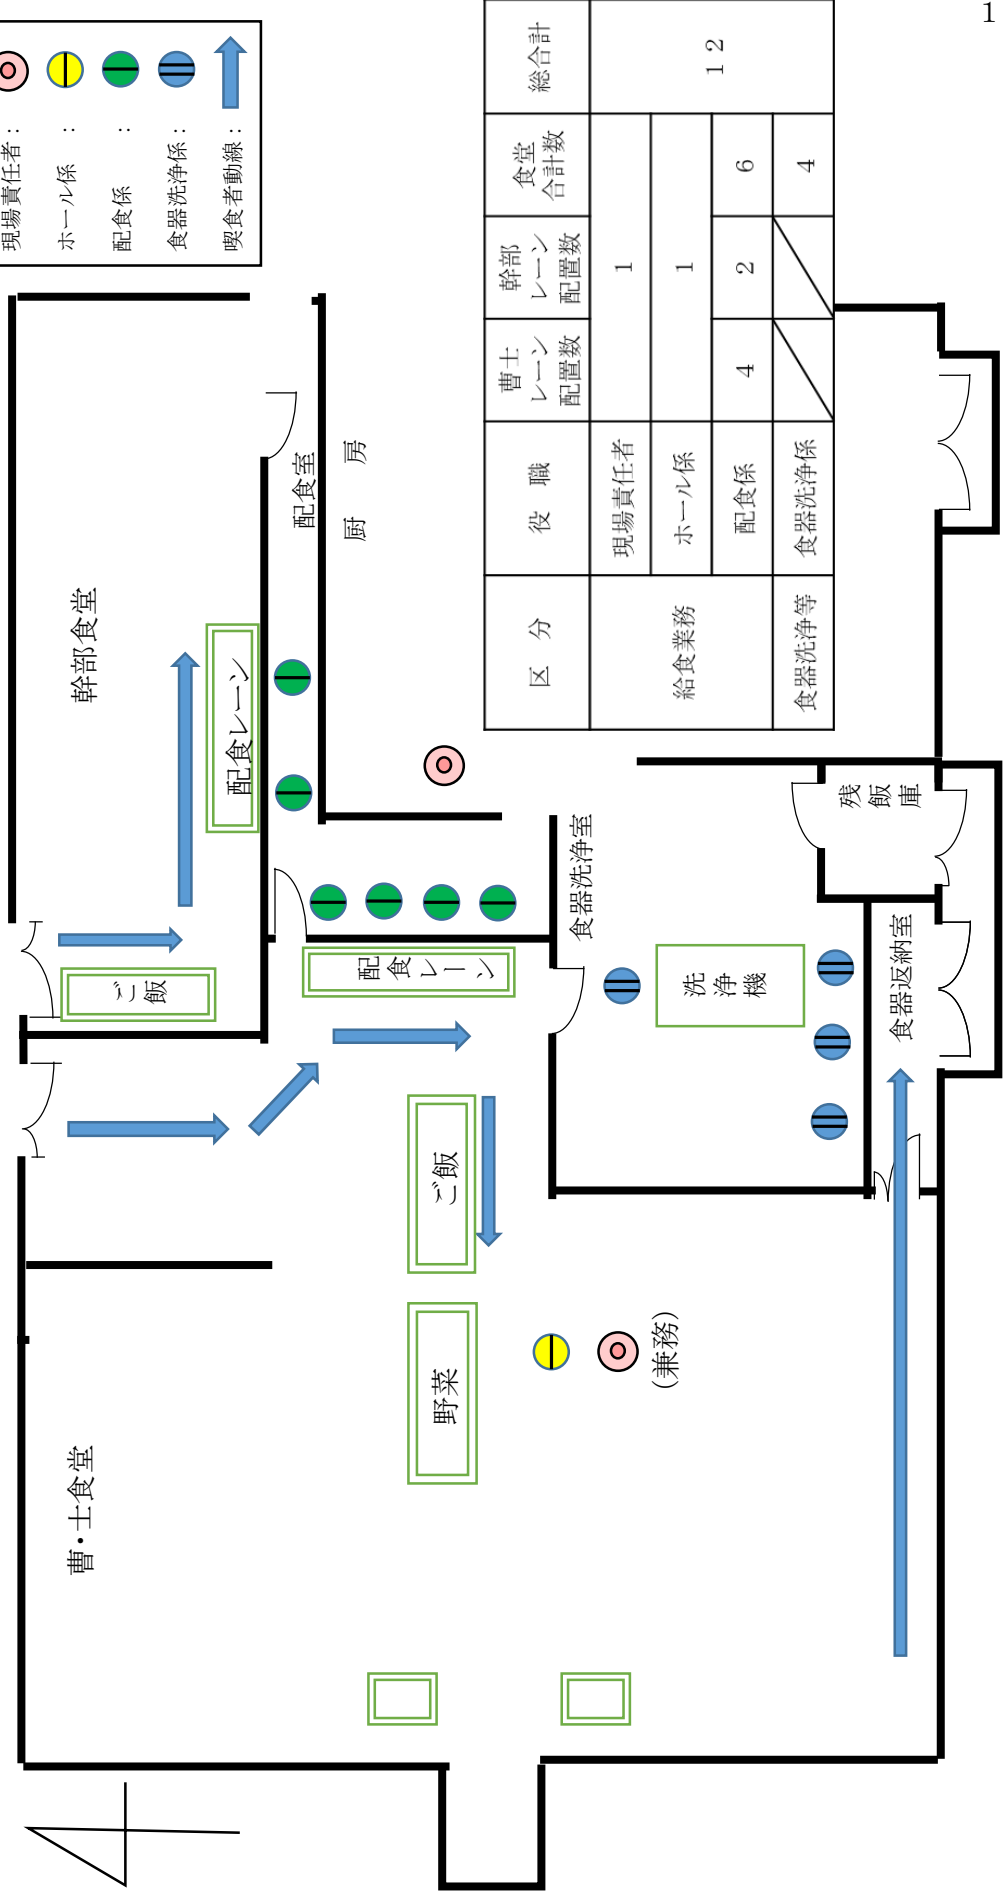 現場責任者：
ホール係　：
配食係　　：
食器洗浄係：
喫食者動線：
幹部食堂
配食レーン
配食室
厨　房
ご飯
配食レーン
ご飯
野菜
曹・士食堂
(兼務)
食器洗浄室
洗浄機
残飯庫
食器返納室
区　分
役　職
曹士
レーン
配置数
幹部
レーン
配置数
食堂
合計数
総合計
給食業務
現場責任者
1
12
ホール係
1
配食係
4
2
6
食器洗浄等
食器洗浄係
4
1